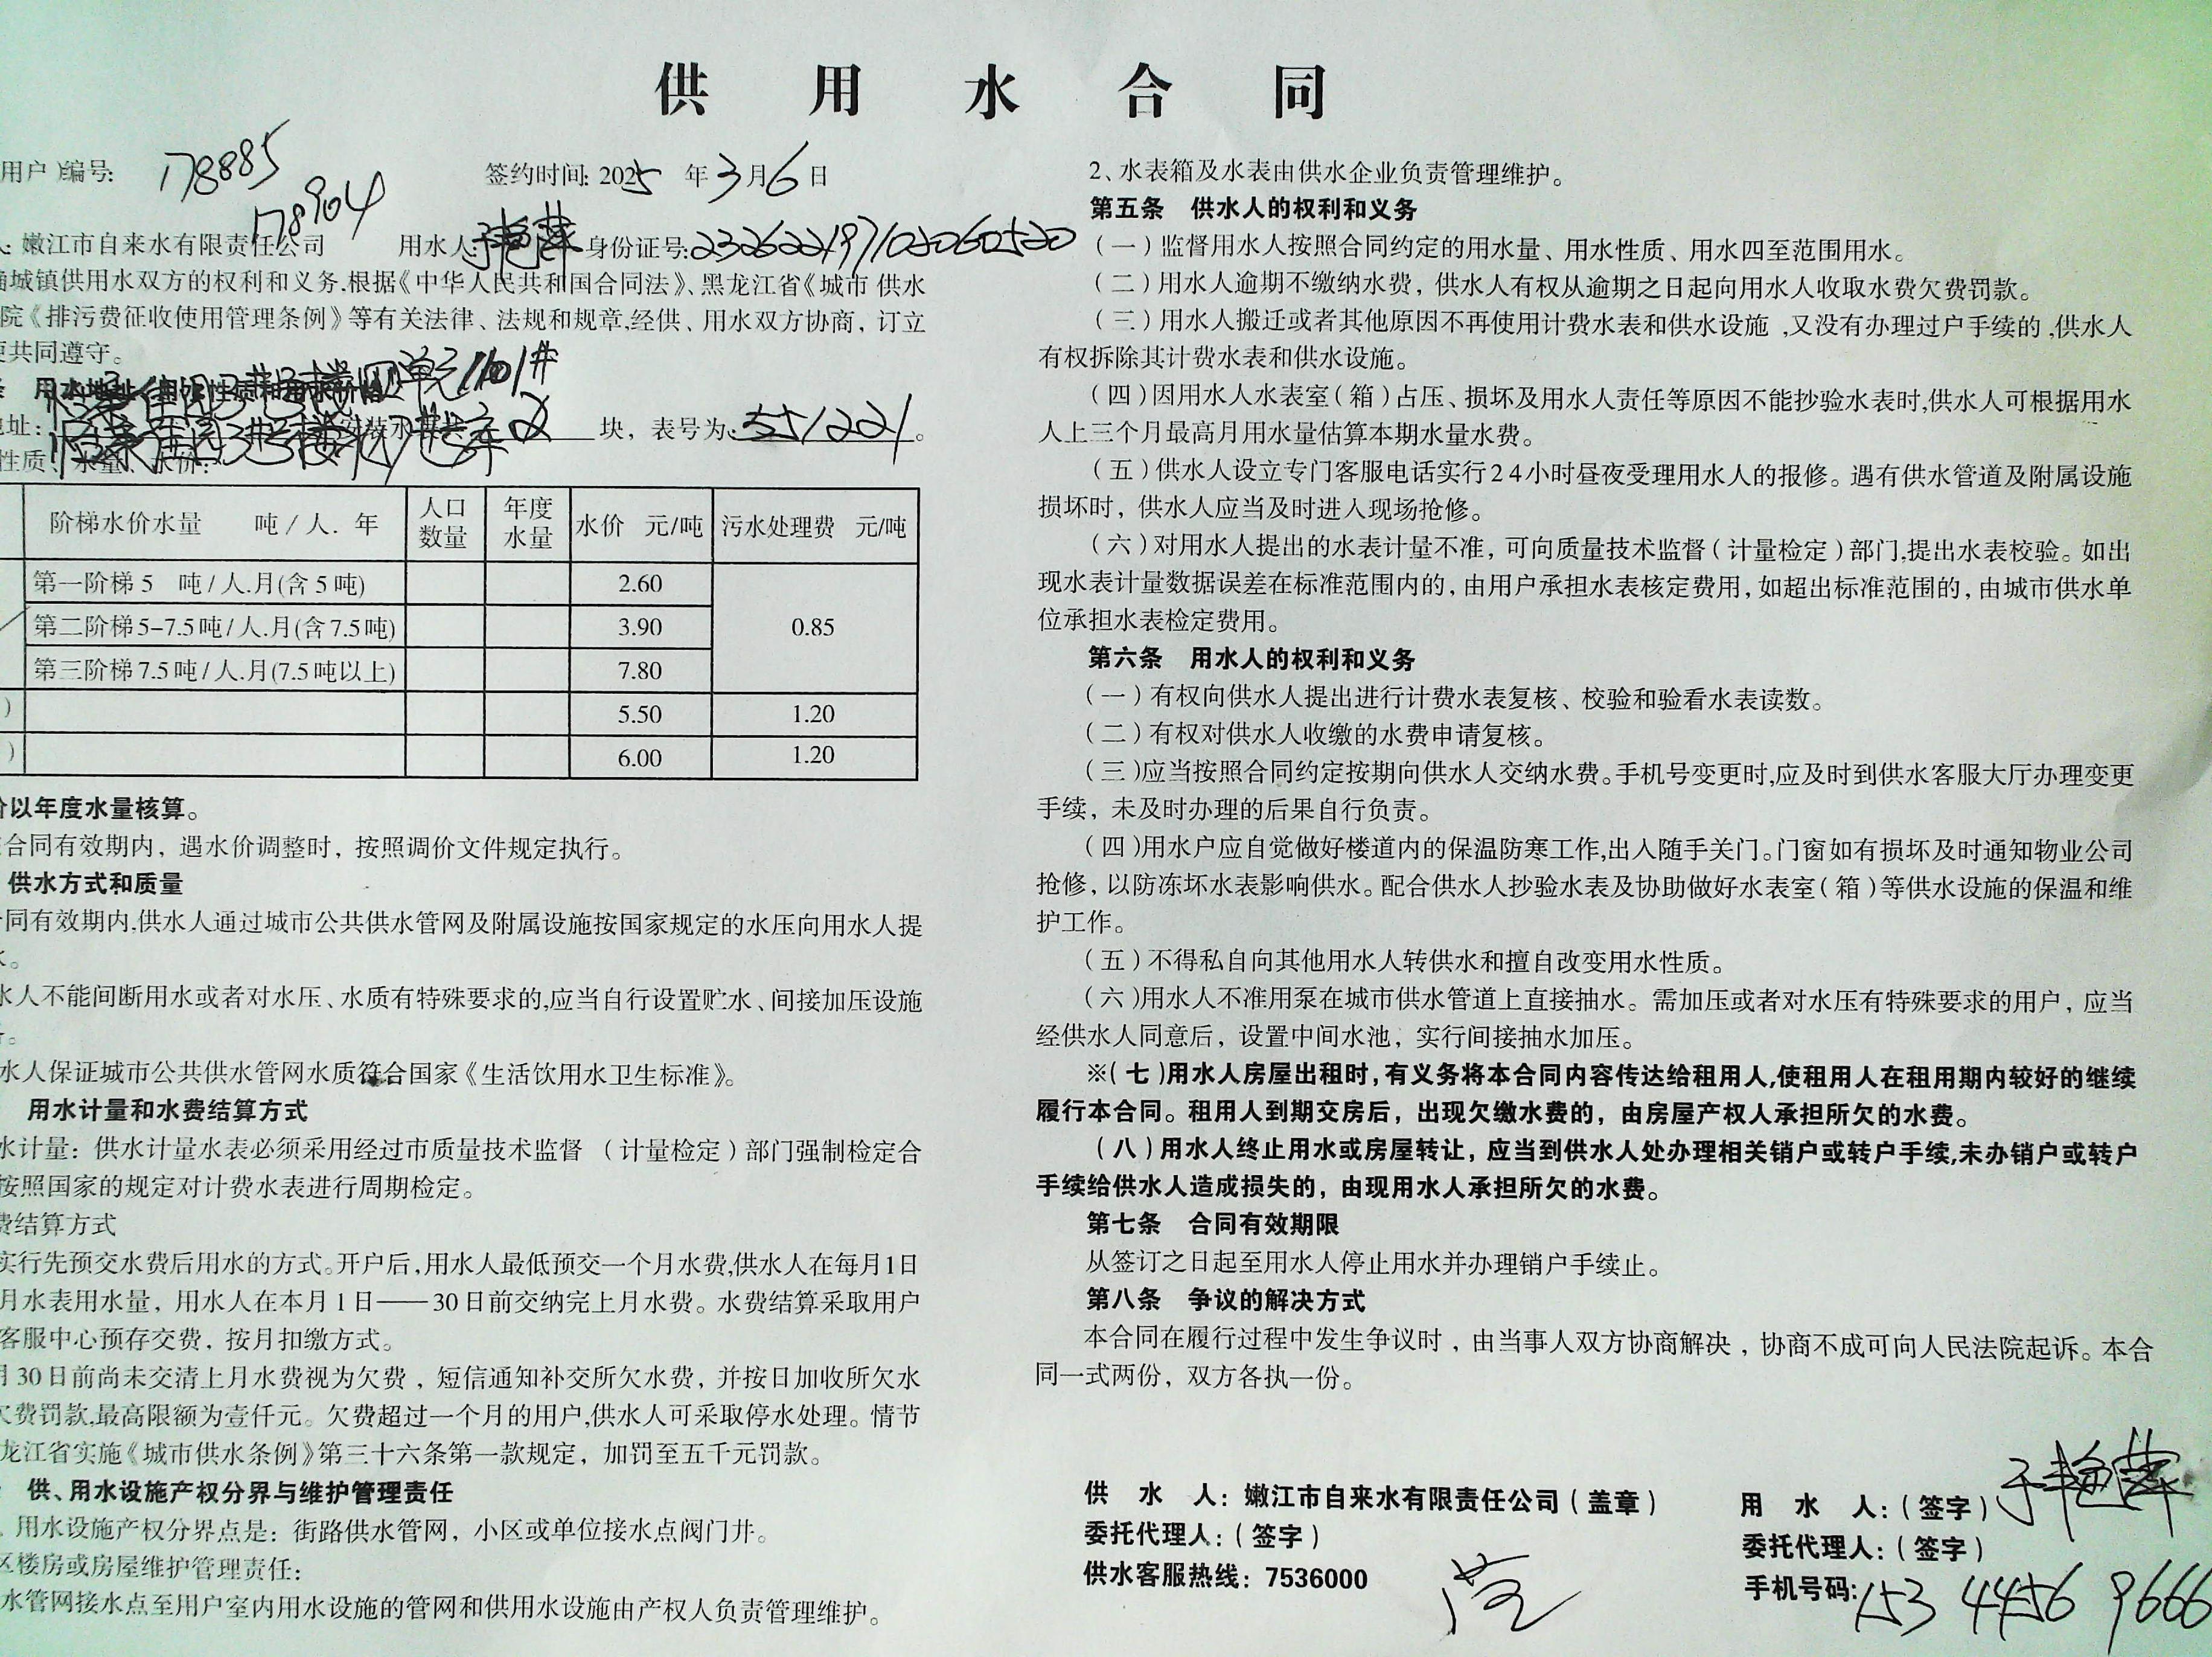 供用水合同
用户)编号: 178885
178904
签约时间: 2025年3月6日
: 嫩江市自来水有限责任公司 用水人: 于艳萍 身份证号:
城镇供用水双方的权利和义务,根据《中华人民共和国合同法》、黑龙江省《城市供水
院《排污费征收使用管理条例》等有关法律、法规和规章,经供、用水双方协商，订立
共同遵守。
单元1101#
用水地址、用水性质和用水价格
址: 3#号楼 安装水表共 2 块，表号为: 551221。
性质、水量、水价:
阶梯水价水量 吨/人. 年 人口数量 年度水量 水价 元/吨 污水处理费 元/吨
第一阶梯5 吨/人.月(含5吨) 2.60 0.85
第二阶梯5-7.5吨/人.月(含7.5吨) 3.90
第三阶梯7.5吨/人.月(7.5吨以上) 7.80
) 5.50 1.20
) 6.00 1.20
以年度水量核算。
合同有效期内，遇水价调整时，按照调价文件规定执行。
供水方式和质量
同有效期内,供水人通过城市公共供水管网及附属设施按国家规定的水压向用水人提
。
水人不能间断用水或者对水压、水质有特殊要求的,应当自行设置贮水、间接加压设施
。
水人保证城市公共供水管网水质符合国家《生活饮用水卫生标准》。
用水计量和水费结算方式
水计量：供水计量水表必须采用经过市质量技术监督（计量检定)部门强制检定合
按照国家的规定对计费水表进行周期检定。
费结算方式
实行先预交水费后用水的方式。开户后,用水人最低预交一个月水费,供水人在每月1日
月水表用水量，用水人在本月1日——30日前交纳完上月水费。水费结算采取用户
客服中心预存交费，按月扣缴方式。
月30日前尚未交清上月水费视为欠费，短信通知补交所欠水费，并按日加收所欠水
欠费罚款,最高限额为壹仟元。欠费超过一个月的用户,供水人可采取停水处理。情节
龙江省实施《城市供水条例》第三十六条第一款规定，加罚至五千元罚款。
供、用水设施产权分界与维护管理责任
用水设施产权分界点是：街路供水管网，小区或单位接水点阀门井。
区楼房或房屋维护管理责任:
水管网接水点至用户室内用水设施的管网和供用水设施由产权人负责管理维护。
2、水表箱及水表由供水企业负责管理维护。
第五条 供水人的权利和义务
(一)监督用水人按照合同约定的用水量、用水性质、用水四至范围用水。
(二)用水人逾期不缴纳水费，供水人有权从逾期之日起向用水人收取水费欠费罚款。
(三)用水人搬迁或者其他原因不再使用计费水表和供水设施,又没有办理过户手续的,供水人
有权拆除其计费水表和供水设施。
(四)因用水人水表室(箱)占压、损坏及用水人责任等原因不能抄验水表时,供水人可根据用水
人上三个月最高月用水量估算本期水量水费。
(五)供水人设立专门客服电话实行24小时昼夜受理用水人的报修。遇有供水管道及附属设施
损坏时，供水人应当及时进入现场抢修。
(六)对用水人提出的水表计量不准，可向质量技术监督(计量检定)部门,提出水表校验。如出
现水表计量数据误差在标准范围内的，由用户承担水表核定费用，如超出标准范围的，由城市供水单
位承担水表检定费用。
第六条 用水人的权利和义务
(一)有权向供水人提出进行计费水表复核、校验和验看水表读数。
(二)有权对供水人收缴的水费申请复核。
(三)应当按照合同约定按期向供水人交纳水费。手机号变更时,应及时到供水客服大厅办理变更
手续，未及时办理的后果自行负责。
(四)用水户应自觉做好楼道内的保温防寒工作,出入随手关门。门窗如有损坏及时通知物业公司
抢修，以防冻坏水表影响供水。配合供水人抄验水表及协助做好水表室(箱)等供水设施的保温和维
护工作。
(五)不得私自向其他用水人转供水和擅自改变用水性质。
(六)用水人不准用泵在城市供水管道上直接抽水。需加压或者对水压有特殊要求的用户，应当
经供水人同意后，设置中间水池，实行间接抽水加压。
※(七)用水人房屋出租时,有义务将本合同内容传达给租用人,使租用人在租用期内较好的继续
履行本合同。租用人到期交房后，出现欠缴水费的，由房屋产权人承担所欠的水费。
(八)用水人终止用水或房屋转让，应当到供水人处办理相关销户或转户手续,未办销户或转户
手续给供水人造成损失的，由现用水人承担所欠的水费。
第七条 合同有效期限
从签订之日起至用水人停止用水并办理销户手续止。
第八条 争议的解决方式
本合同在履行过程中发生争议时，由当事人双方协商解决，协商不成可向人民法院起诉。本合
同一式两份，双方各执一份。
供水人：嫩江市自来水有限责任公司(盖章)
委托代理人：(签字)
供水客服热线：7536000
用水人：(签字) 于艳萍
委托代理人：(签字)
手机号码: 153 4456 9666